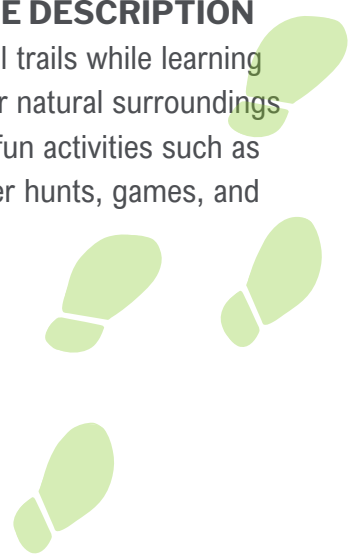 E DESCRIPTION
l trails while learning
r natural surroundings
fun activities such as
er hunts, games, and